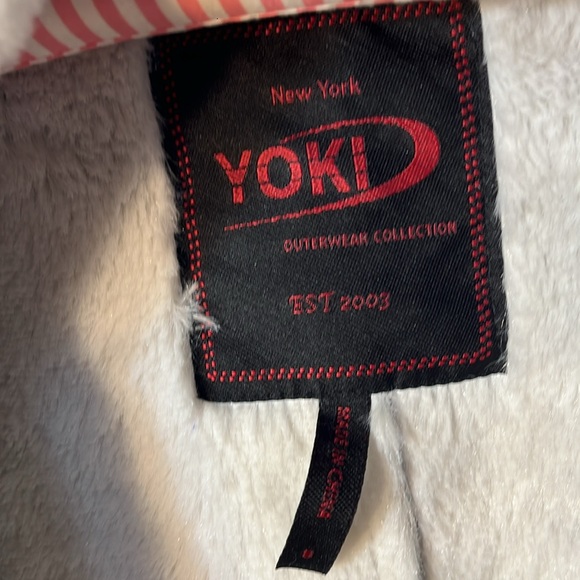 New York
YOKI
OUTERWEAR COLLECTION
EST 2003
MADE IN CHINA